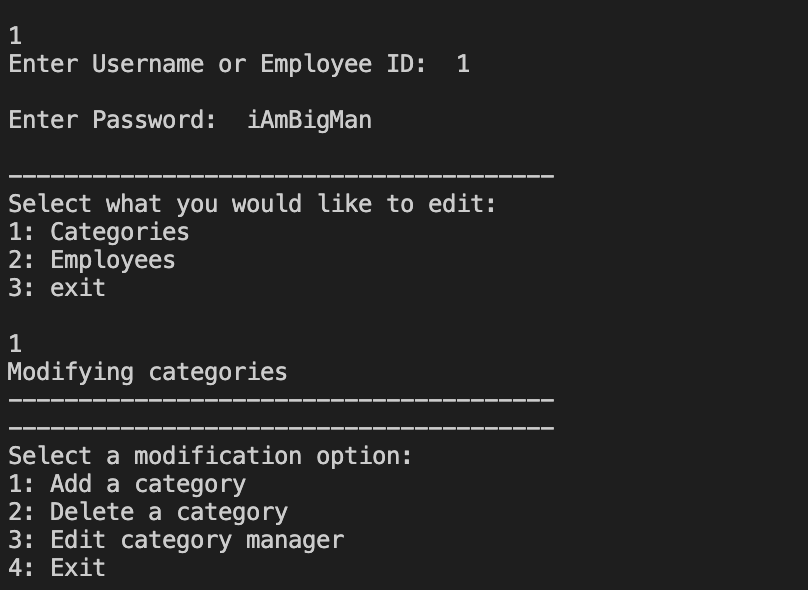 1
Enter Username or Employee ID:  1
Enter Password:  iAmBigMan
---------------------------------------
Select what you would like to edit:
1: Categories
2: Employees
3: exit
1
Modifying categories
---------------------------------------
---------------------------------------
Select a modification option:
1: Add a category
2: Delete a category
3: Edit category manager
4: Exit